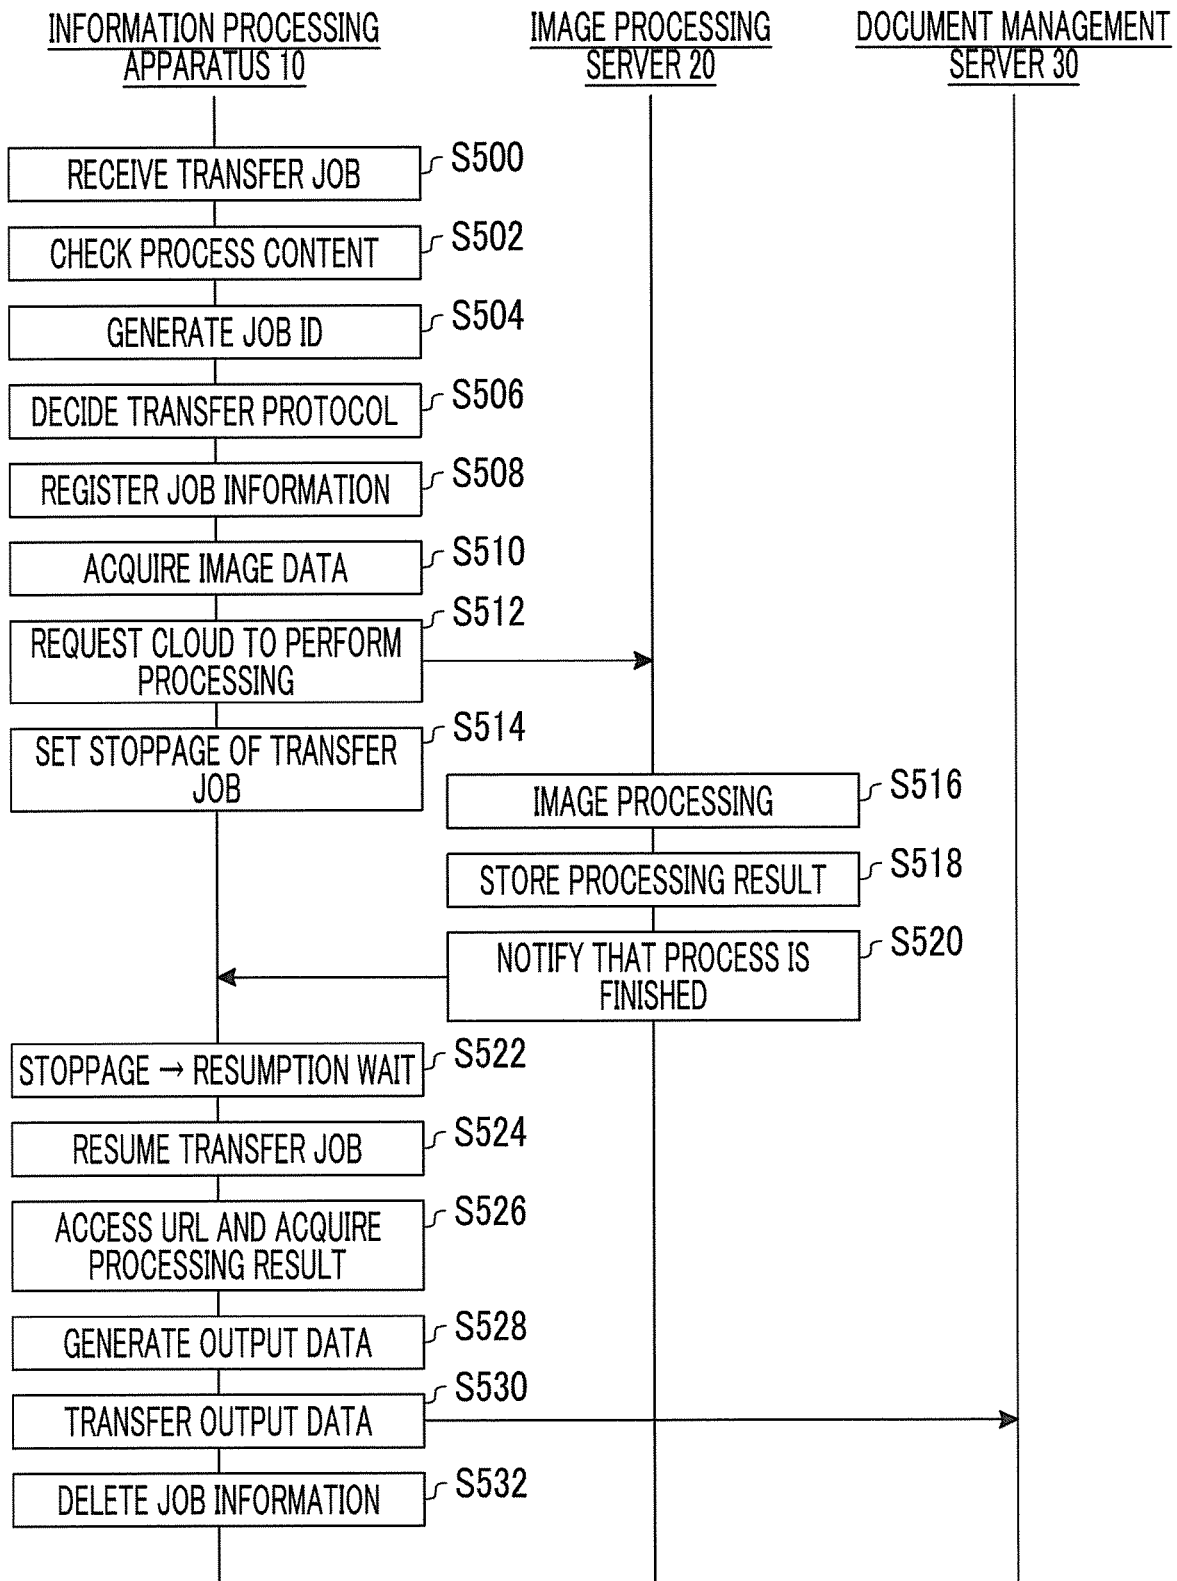 INFORMATION PROCESSING
APPARATUS 10
IMAGE PROCESSING
SERVER 20
DOCUMENT MANAGEMENT
SERVER 30
RECEIVE TRANSFER JOB
S500
CHECK PROCESS CONTENT
S502
GENERATE JOB ID
S504
DECIDE TRANSFER PROTOCOL
S506
REGISTER JOB INFORMATION
S508
ACQUIRE IMAGE DATA
S510
REQUEST CLOUD TO PERFORM
PROCESSING
S512
SET STOPPAGE OF TRANSFER
JOB
S514
IMAGE PROCESSING
S516
STORE PROCESSING RESULT
S518
NOTIFY THAT PROCESS IS
FINISHED
S520
STOPPAGE → RESUMPTION WAIT
S522
RESUME TRANSFER JOB
S524
ACCESS URL AND ACQUIRE
PROCESSING RESULT
S526
GENERATE OUTPUT DATA
S528
TRANSFER OUTPUT DATA
S530
DELETE JOB INFORMATION
S532